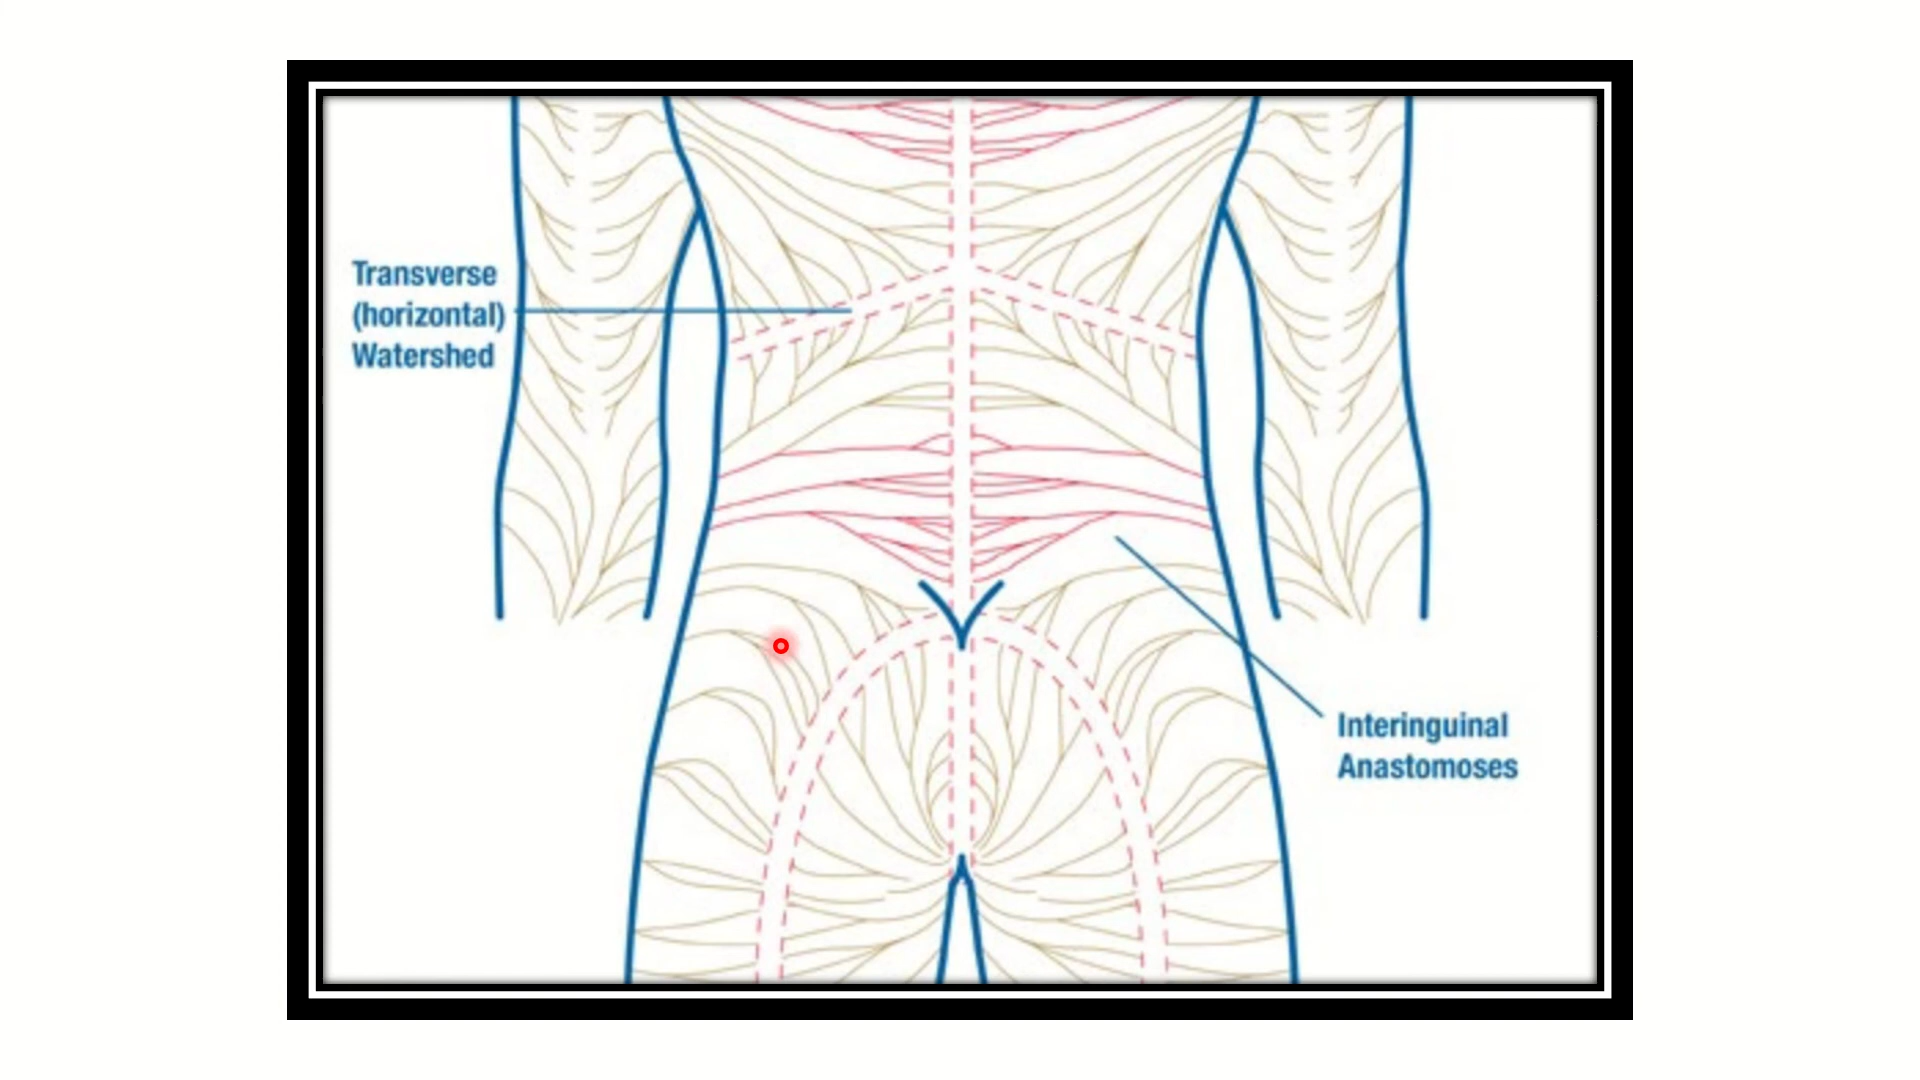 Transverse
(horizontal)
Watershed
Interinguinal
Anastomoses